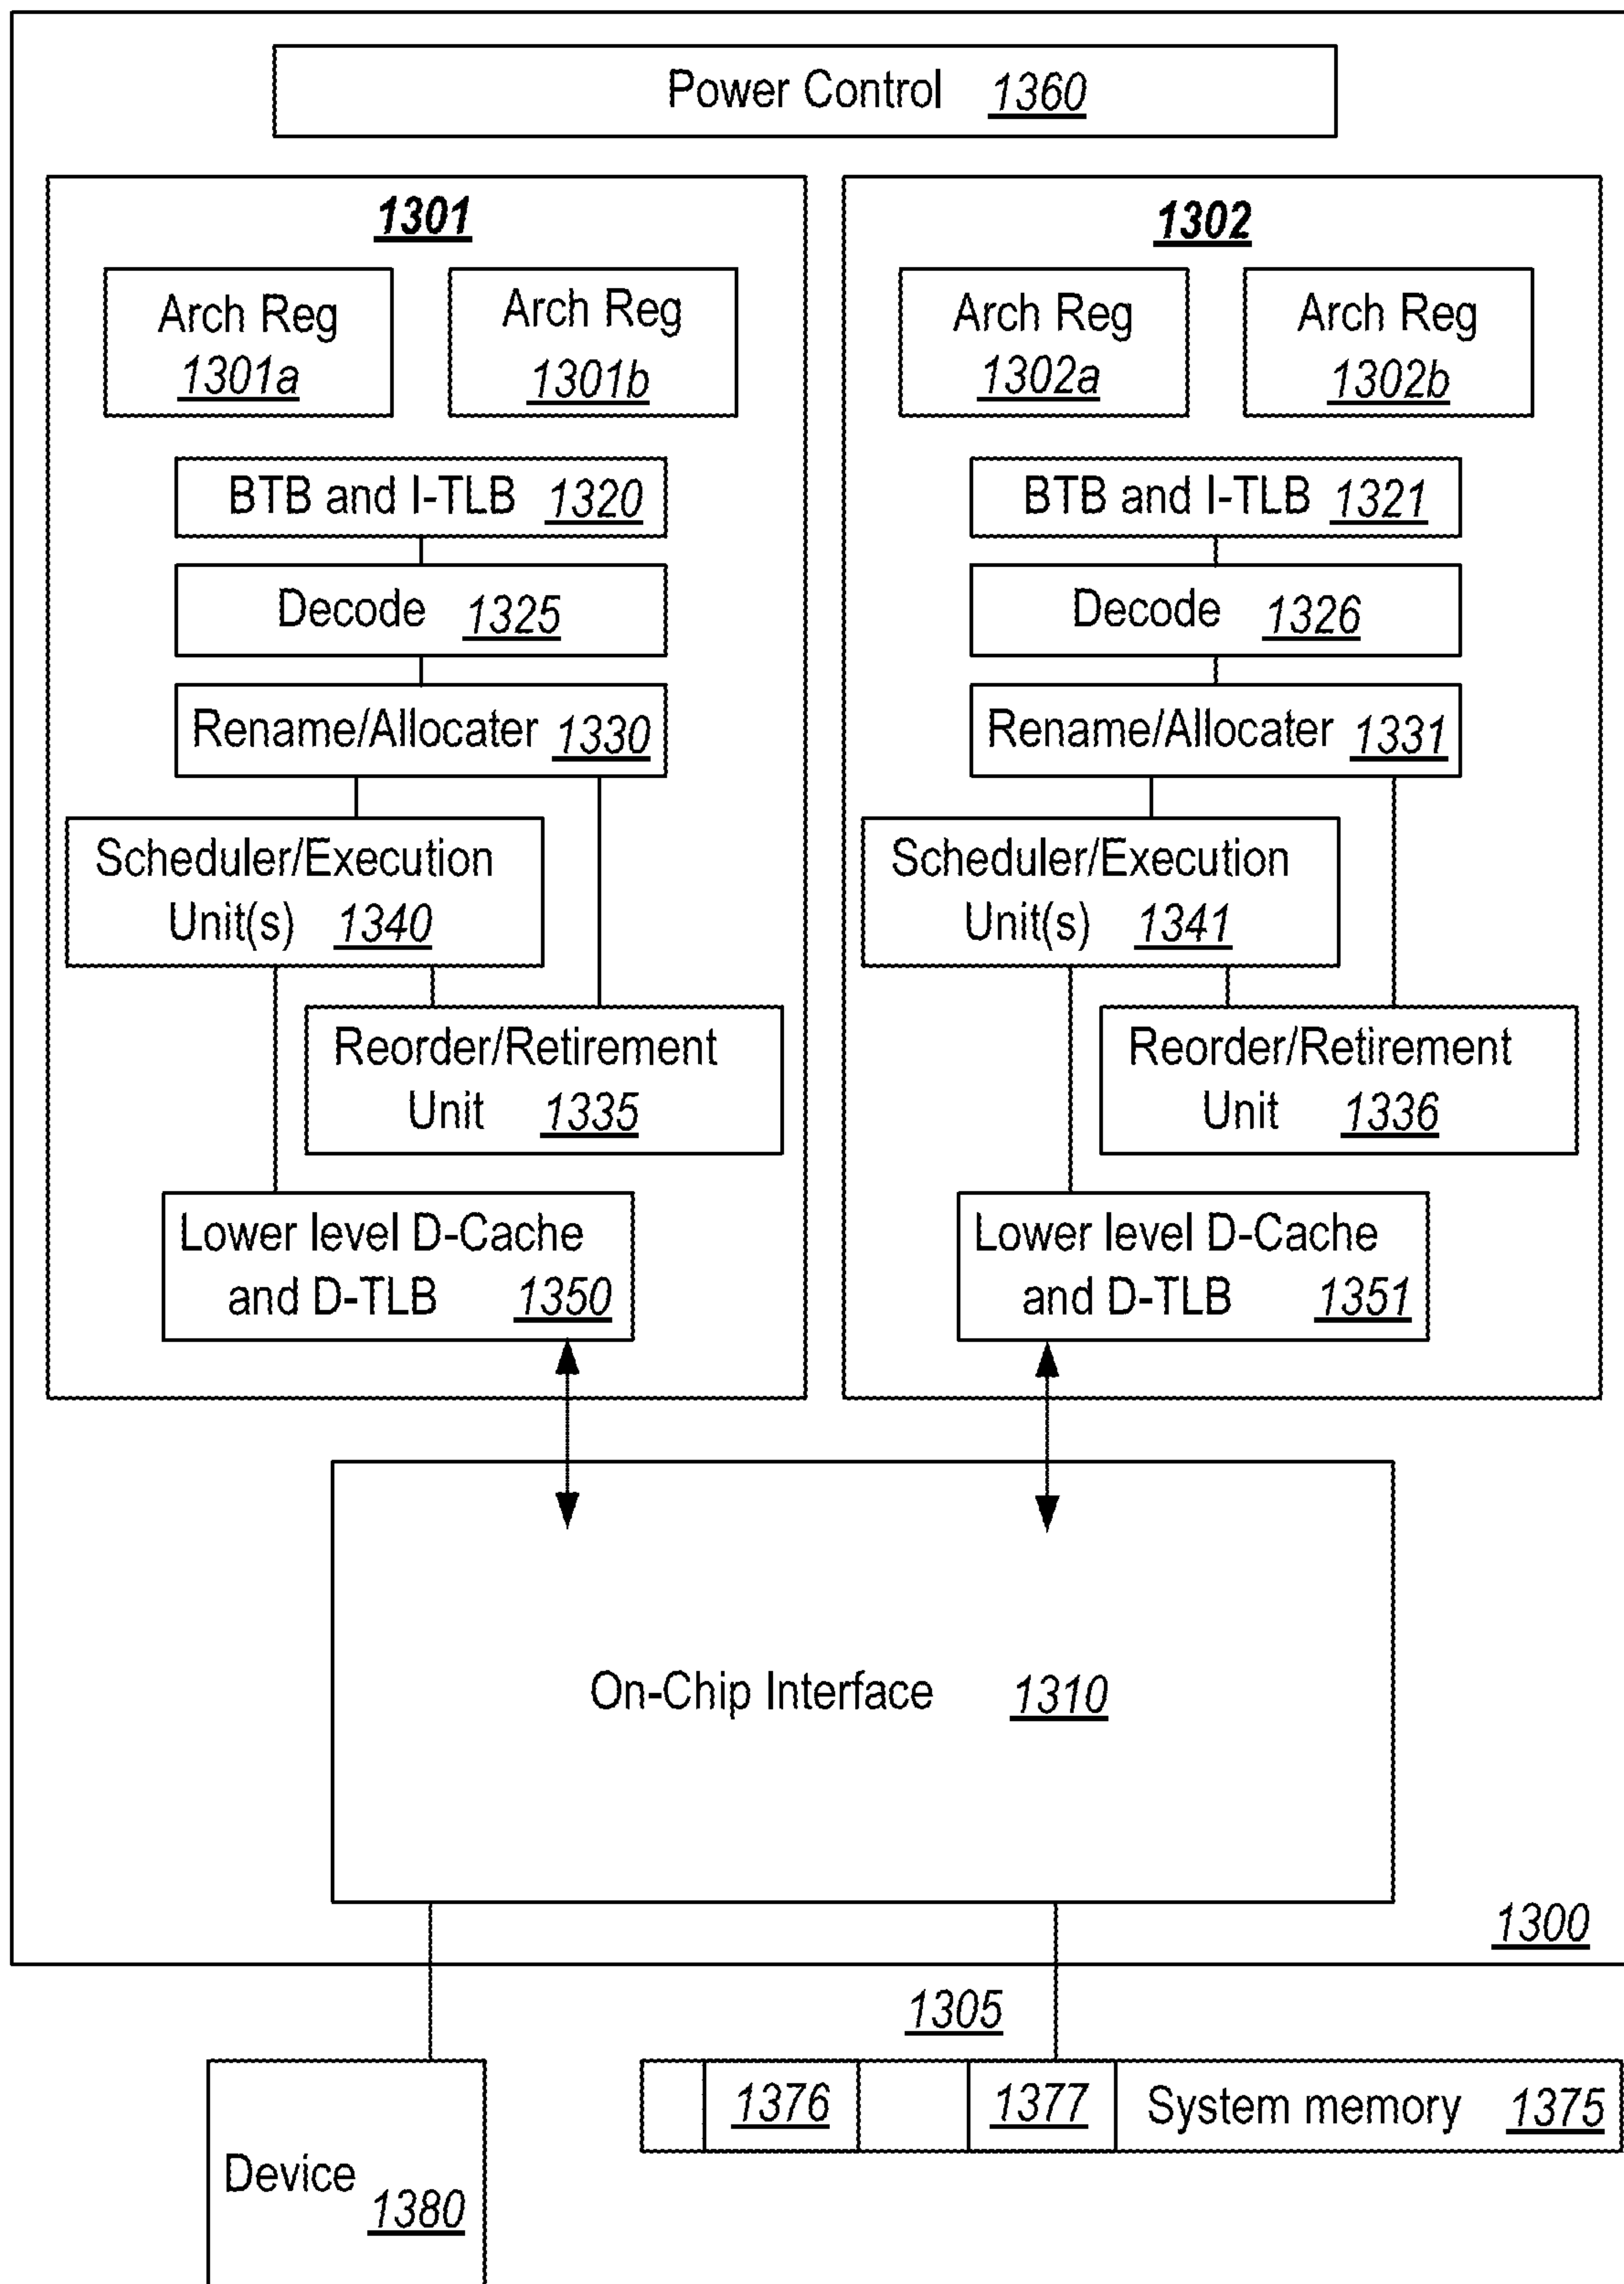 Power Control 1360
1301
Arch Reg
1301a
Arch Reg
1301b
BTB and I-TLB 1320
Decode 1325
Rename/Allocater 1330
Scheduler/Execution
Unit(s) 1340
Reorder/Retirement
Unit 1335
Lower level D-Cache
and D-TLB 1350
1302
Arch Reg
1302a
Arch Reg
1302b
BTB and I-TLB 1321
Decode 1326
Rename/Allocater 1331
Scheduler/Execution
Unit(s) 1341
Reorder/Retirement
Unit 1336
Lower level D-Cache
and D-TLB 1351
On-Chip Interface 1310
1300
1305
1376
1377
System memory 1375
Device 1380